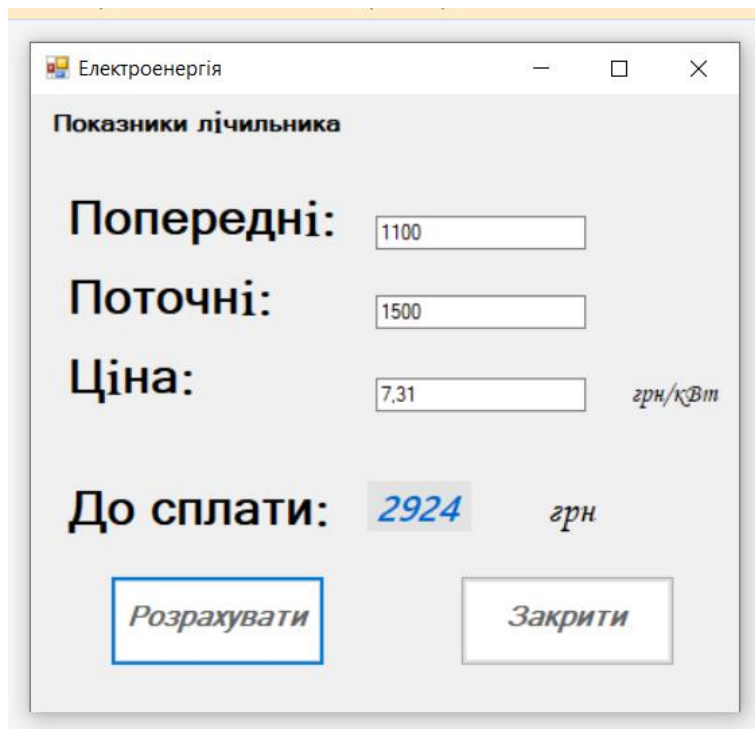 Електроенергія
Показники лічильника
Попередні: 1100
Поточні: 1500
Ціна: 7,31 грн/кВт
До сплати: 2924 грн
Розрахувати Закрити